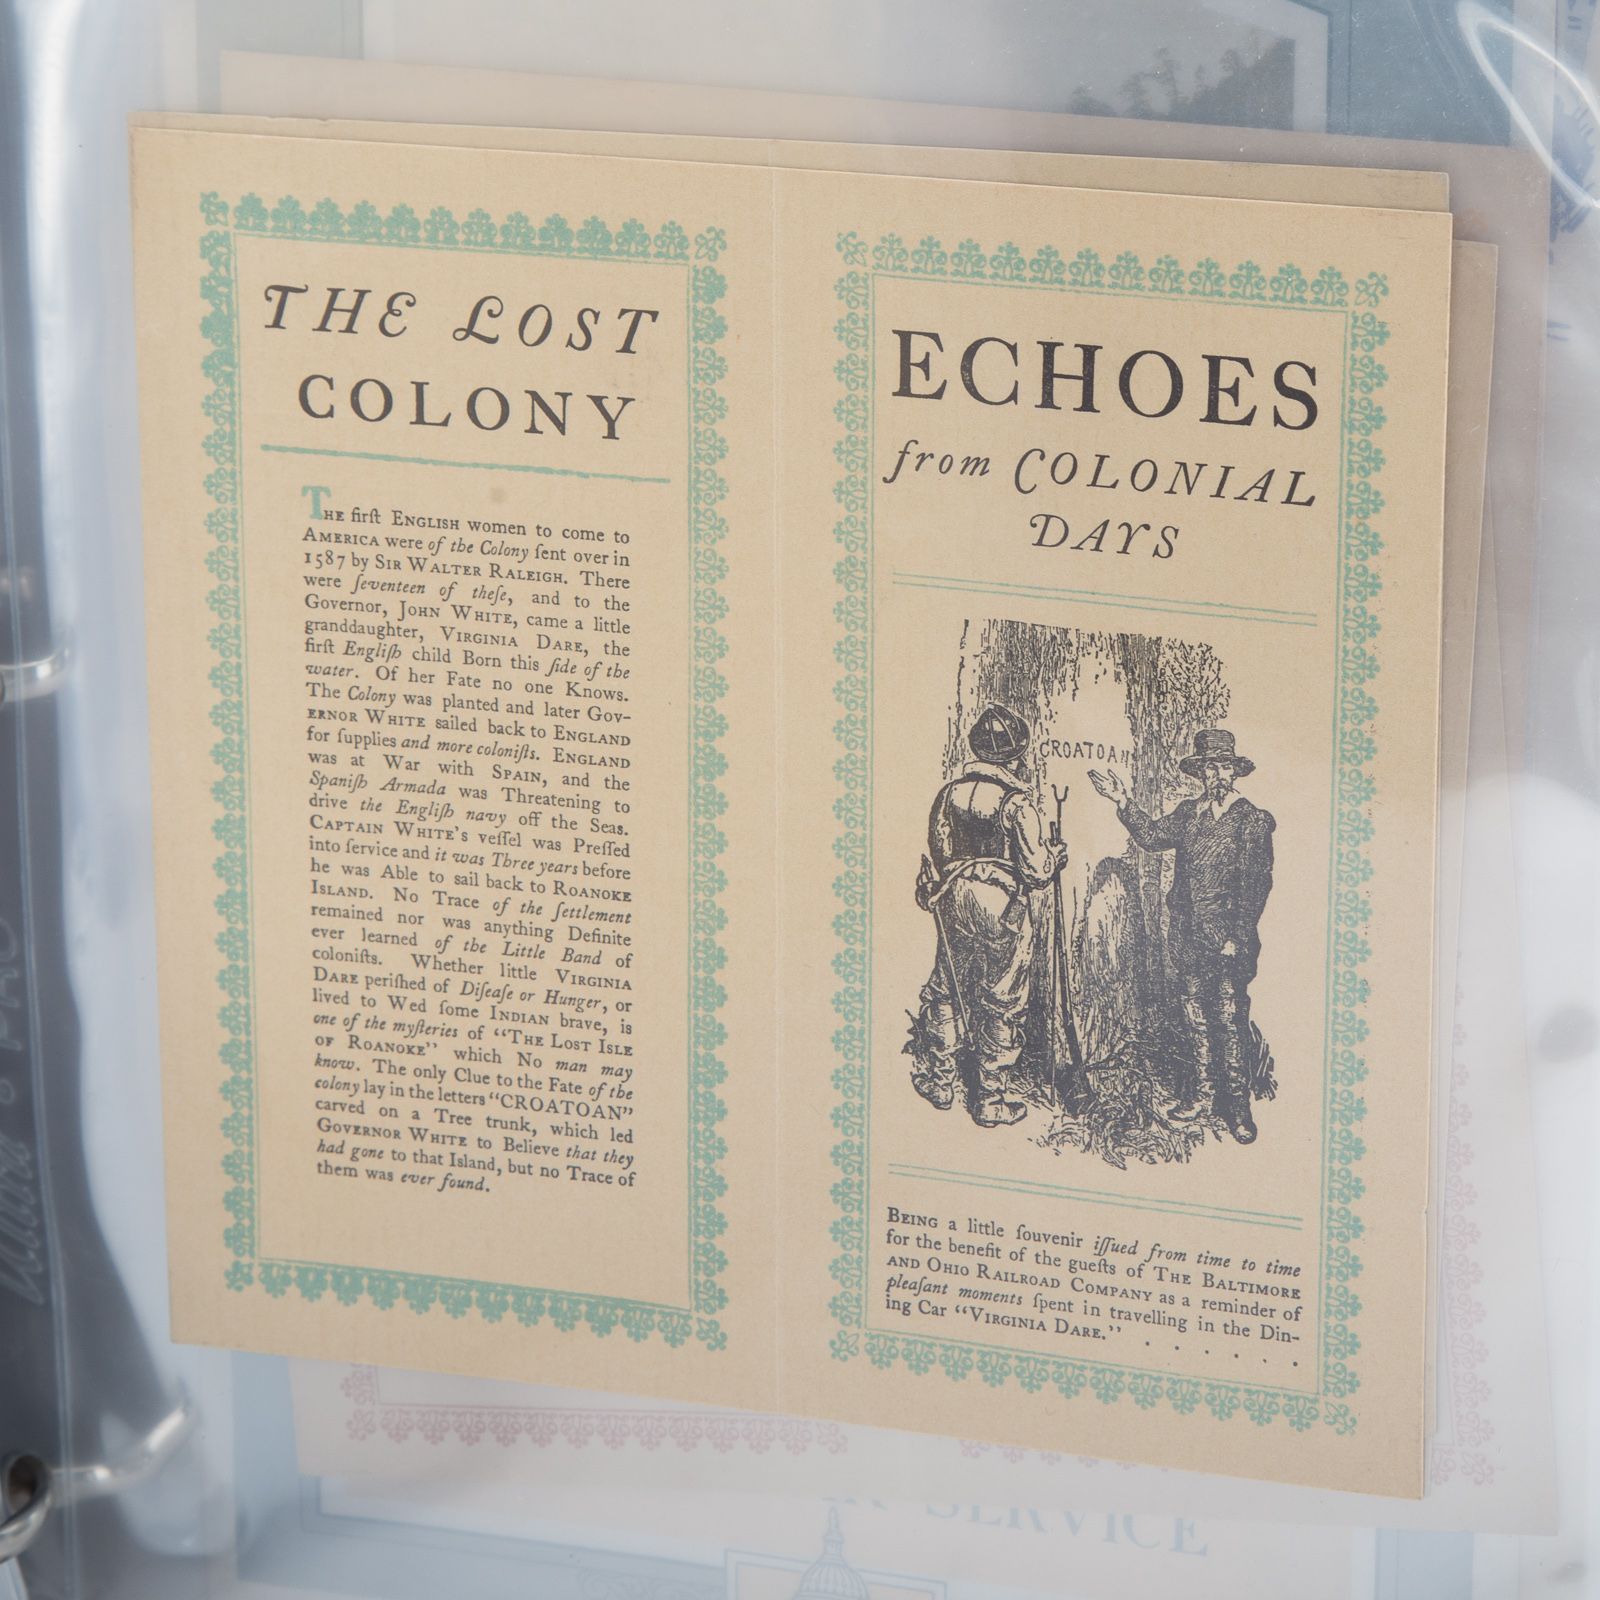 THE LOST
COLONY
THE firſt ENGLISH women to come to
AMERICA were of the Colony ſent over in
1587 by SIR WALTER RALEIGH. There
were ſeventeen of theſe, and to the
Governor, JOHN WHITE, came a little
granddaughter, VIRGINIA DARE, the
firſt Engliſh child Born this ſide of the
water. Of her Fate no one Knows.
The Colony was planted and later GOV-
ERNOR WHITE sailed back to ENGLAND
for ſupplies and more coloniſts. ENGLAND
was at War with SPAIN, and the
Spaniſh Armada was Threatening to
drive the Engliſh navy off the Seas.
CAPTAIN WHITE'S veſſel was Preſſed
into ſervice and it was Three years before
he was Able to sail back to ROANOKE
ISLAND. No Trace of the ſettlement
remained nor was anything Definite
ever learned of the Little Band of
coloniſts. Whether little VIRGINIA
DARE periſhed of Diſeaſe or Hunger, or
lived to Wed ſome INDIAN brave, is
one of the myſteries of "THE LOST ISLE
OF ROANOKE" which No man may
know. The only Clue to the Fate of the
colony lay in the letters "CROATOAN"
carved on a Tree trunk, which led
GOVERNOR WHITE to Believe that they
had gone to that Island, but no Trace of
them was ever found.
ECHOES
from COLONIAL
DAYS
CROATOAN
BEING a little ſouvenir iſſued from time to time
for the benefit of the gueſts of THE BALTIMORE
AND OHIO RAILROAD COMPANY as a reminder of
pleaſant moments ſpent in travelling in the Din-
ing Car "VIRGINIA DARE." . . . . . .
SERVICE